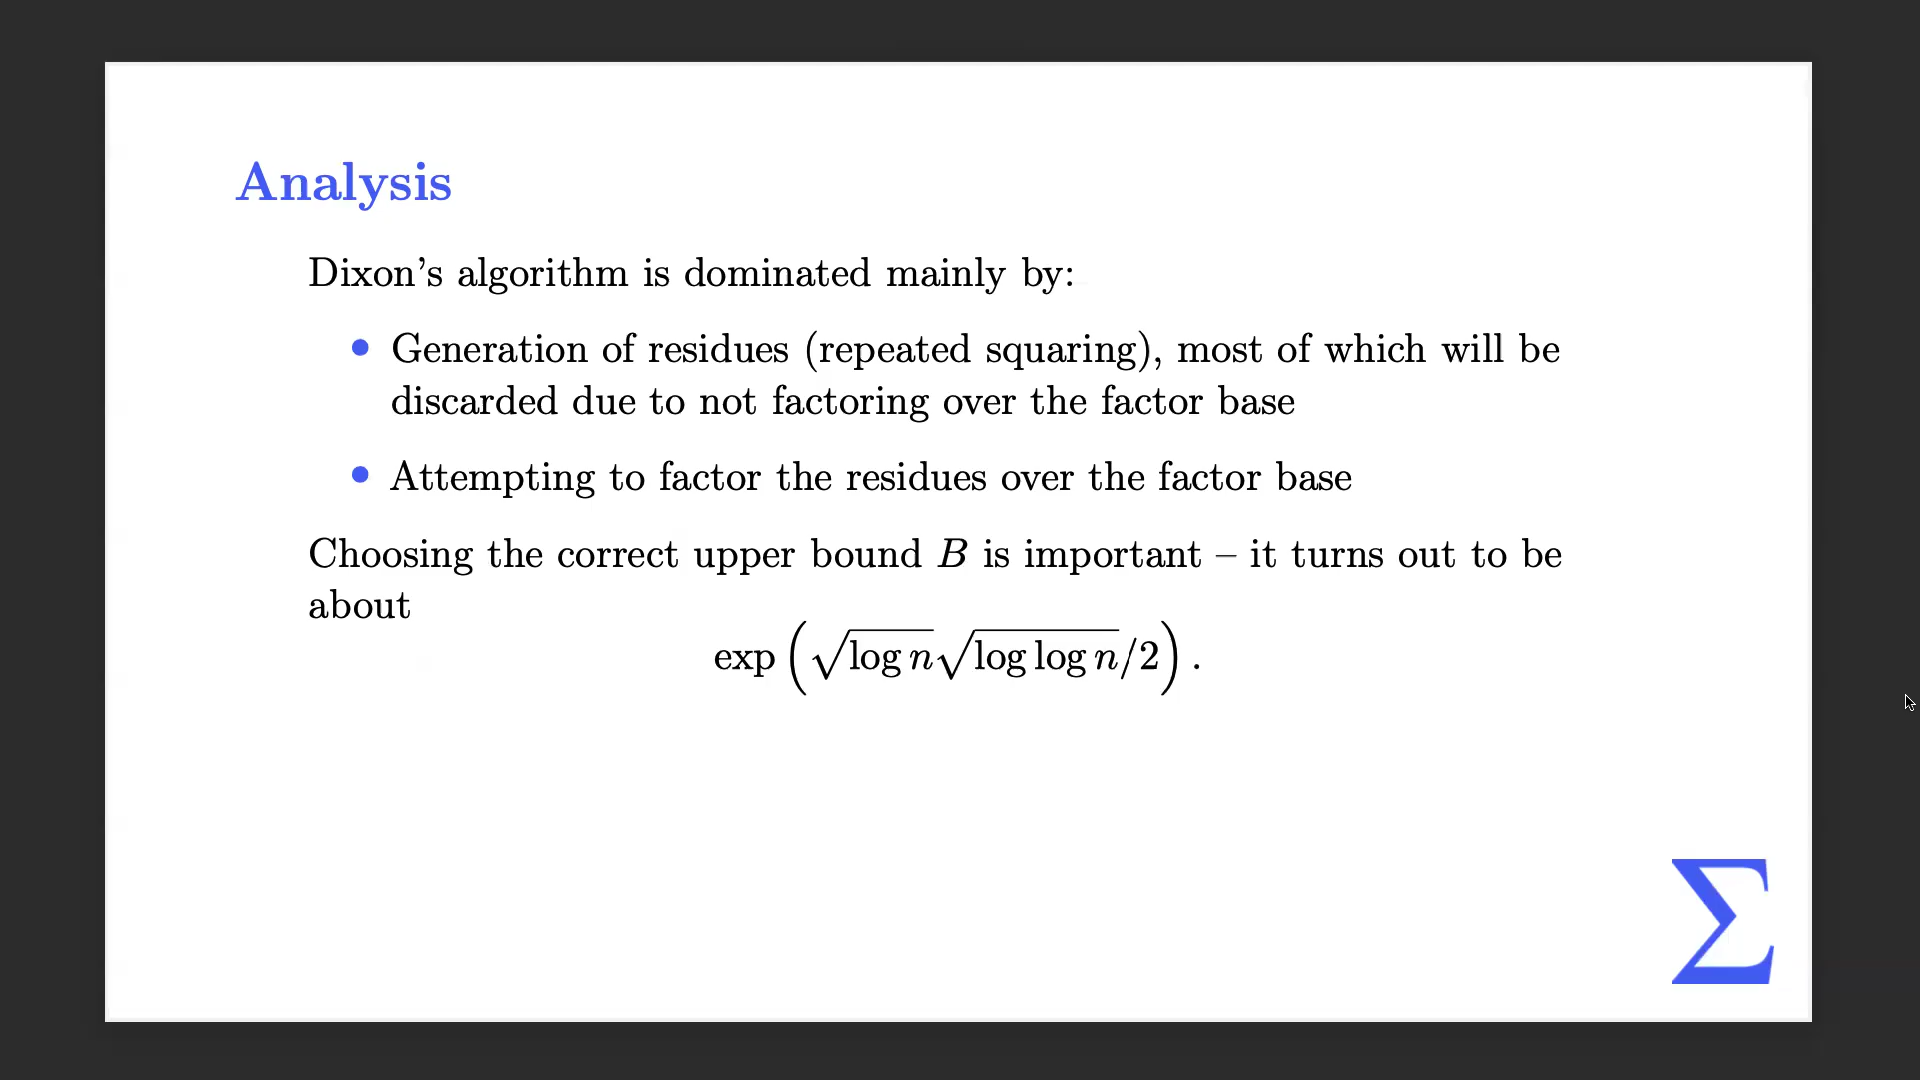 Analysis
Dixon’s algorithm is dominated mainly by:
• Generation of residues (repeated squaring), most of which will be
discarded due to not factoring over the factor base
• Attempting to factor the residues over the factor base
Choosing the correct upper bound B is important – it turns out to be
about
exp (√log n√log log n/2) .
Σ